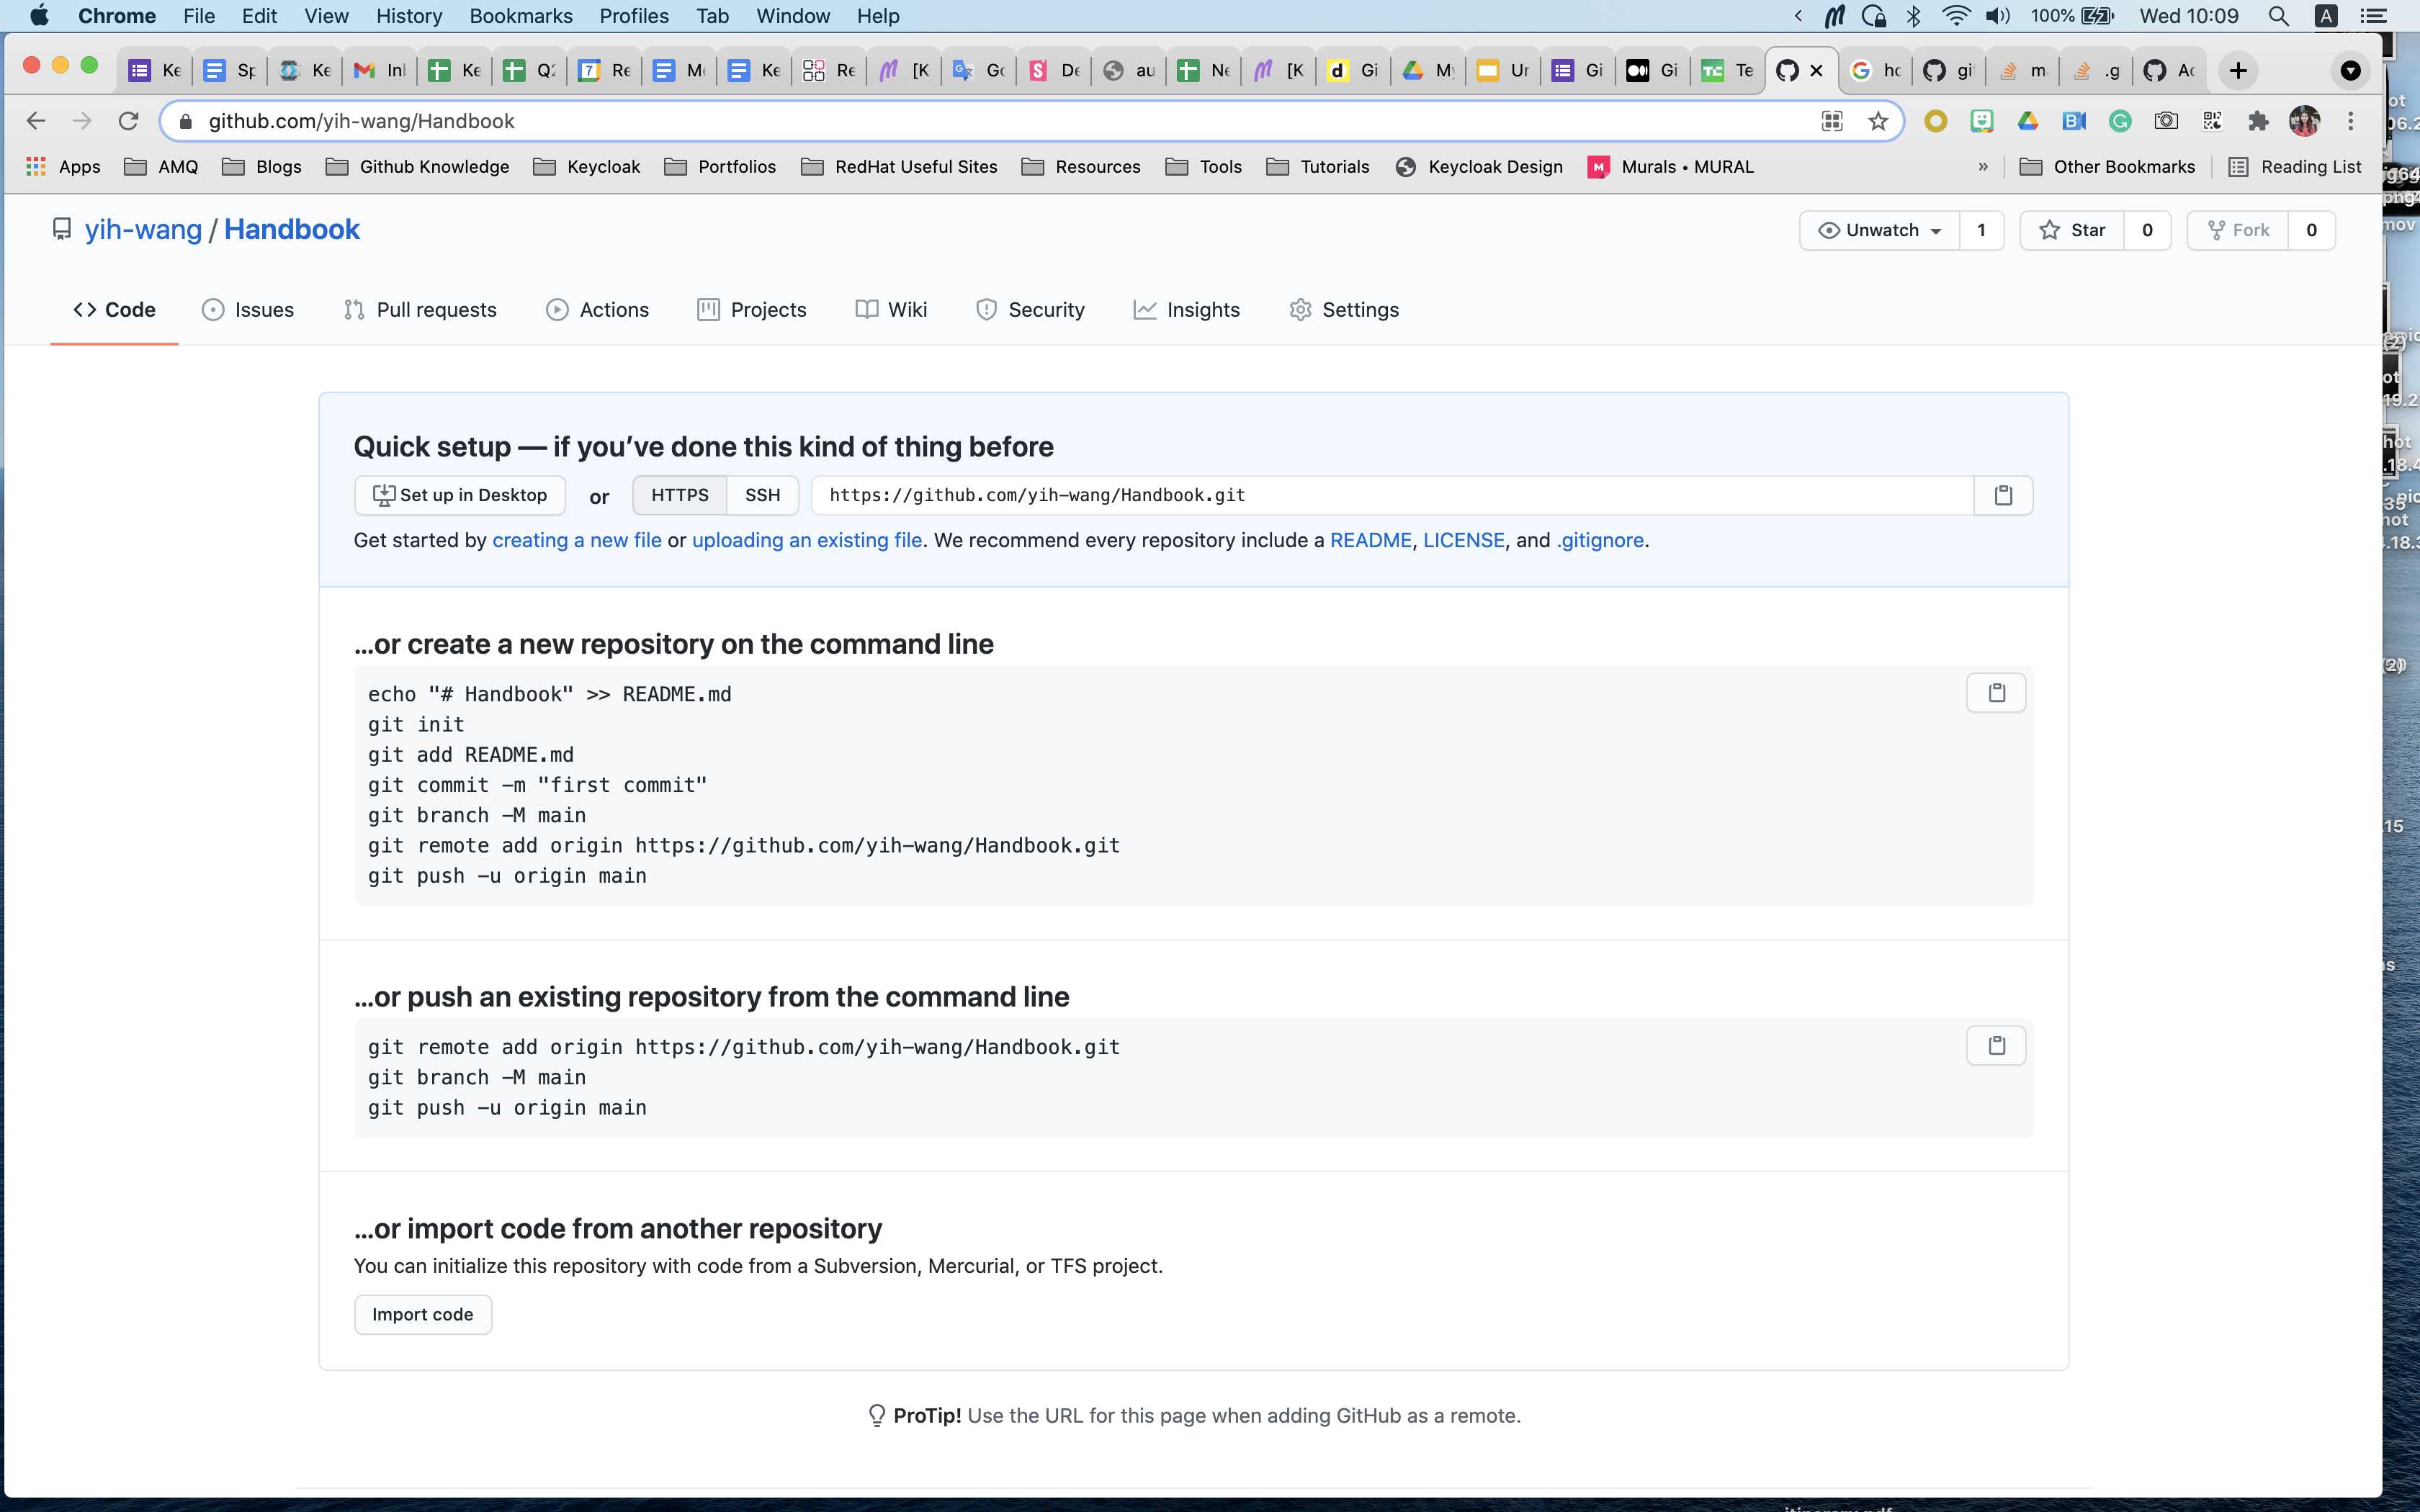 Chrome File Edit View History Bookmarks Profiles Tab Window Help 100% Wed 10:09 A
Ke Sp Ke Inl Ke Q2 7 Re Me Ke Re [K Gc De au Ne [K d Gi My Ur Gi Gi Te hc gi m .g Ac
github.com/yih-wang/Handbook
Apps AMQ Blogs Github Knowledge Keycloak Portfolios RedHat Useful Sites Resources Tools Tutorials Keycloak Design Murals • MURAL » Other Bookmarks Reading List
yih-wang / Handbook
Unwatch 1 Star 0 Fork 0
Code Issues Pull requests Actions Projects Wiki Security Insights Settings
Quick setup — if you’ve done this kind of thing before
Set up in Desktop or HTTPS SSH https://github.com/yih-wang/Handbook.git
Get started by creating a new file or uploading an existing file. We recommend every repository include a README, LICENSE, and .gitignore.
…or create a new repository on the command line
echo "# Handbook" >> README.md
git init
git add README.md
git commit -m "first commit"
git branch -M main
git remote add origin https://github.com/yih-wang/Handbook.git
git push -u origin main
…or push an existing repository from the command line
git remote add origin https://github.com/yih-wang/Handbook.git
git branch -M main
git push -u origin main
…or import code from another repository
You can initialize this repository with code from a Subversion, Mercurial, or TFS project.
Import code
ProTip! Use the URL for this page when adding GitHub as a remote.